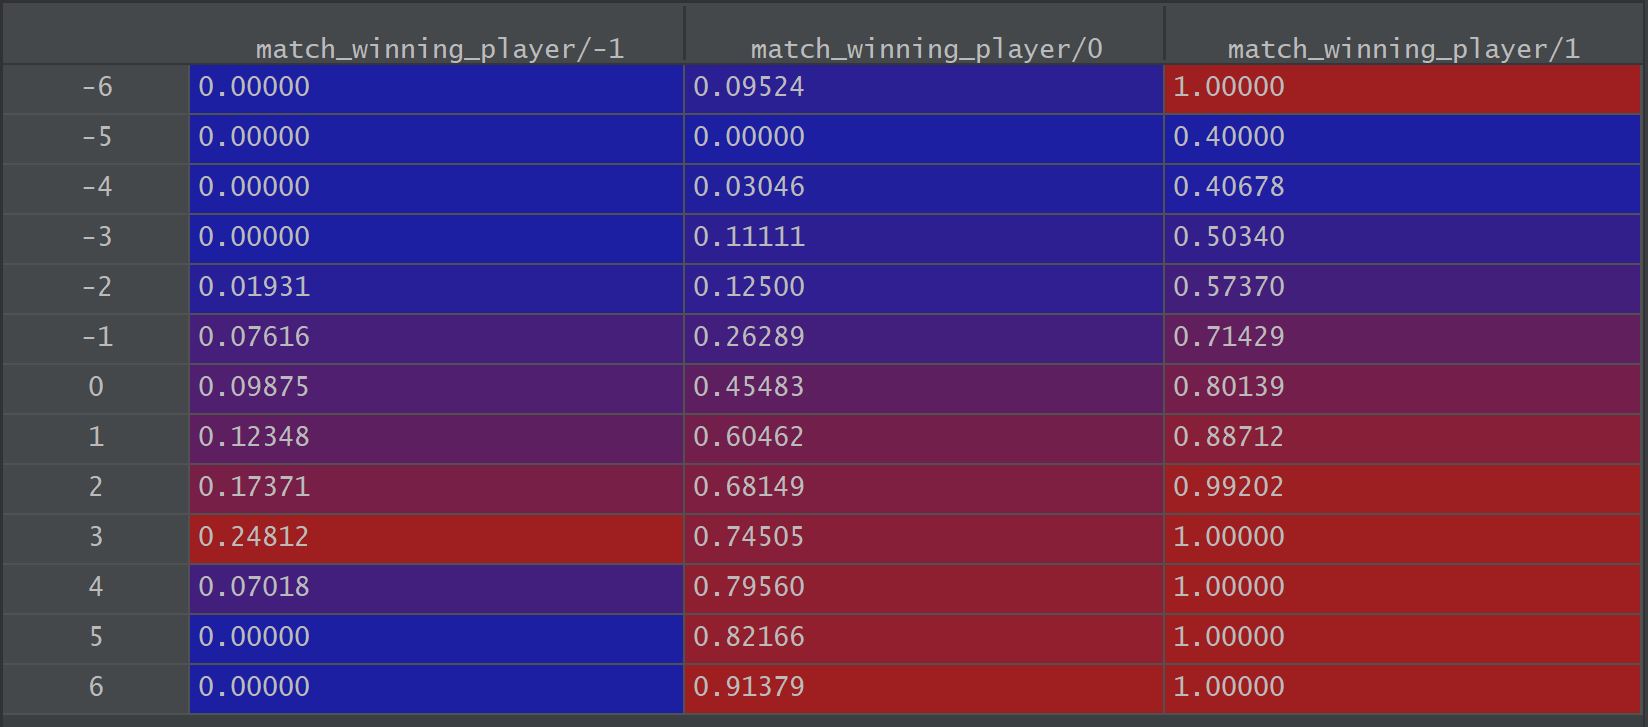 match_winning_player/-1 match_winning_player/0 match_winning_player/1
-6 0.00000 0.09524 1.00000
-5 0.00000 0.00000 0.40000
-4 0.00000 0.03046 0.40678
-3 0.00000 0.11111 0.50340
-2 0.01931 0.12500 0.57370
-1 0.07616 0.26289 0.71429
0 0.09875 0.45483 0.80139
1 0.12348 0.60462 0.88712
2 0.17371 0.68149 0.99202
3 0.24812 0.74505 1.00000
4 0.07018 0.79560 1.00000
5 0.00000 0.82166 1.00000
6 0.00000 0.91379 1.00000